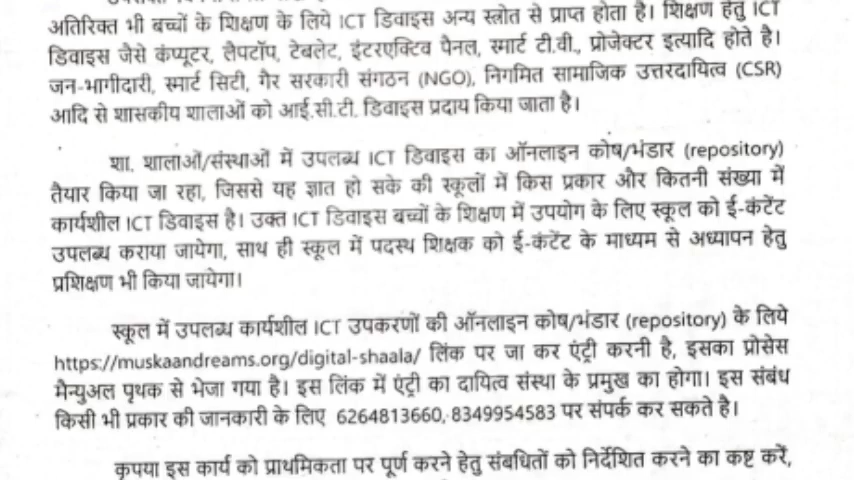 अतिरिक्त भी बच्चों के शिक्षण के लिये ICT डिवाइस अन्य स्त्रोत से प्राप्त होता है। शिक्षण हेतु ICT
डिवाइस जैसे कंप्यूटर, लैपटॉप, टेबलेट, इंटरएक्टिव पैनल, स्मार्ट टी.वी., प्रोजेक्टर इत्यादि होते है।
जन-भागीदारी, स्मार्ट सिटी, गैर सरकारी संगठन (NGO), निगमित सामाजिक उत्तरदायित्व (CSR)
आदि से शासकीय शालाओं को आई.सी.टी. डिवाइस प्रदाय किया जाता है।
शा. शालाओं/संस्थाओं में उपलब्ध ICT डिवाइस का ऑनलाइन कोष/भंडार (repository)
तैयार किया जा रहा, जिससे यह ज्ञात हो सके की स्कूलों में किस प्रकार और कितनी संख्या में
कार्यशील ICT डिवाइस है। उक्त ICT डिवाइस बच्चों के शिक्षण में उपयोग के लिए स्कूल को ई-कंटेंट
उपलब्ध कराया जायेगा, साथ ही स्कूल में पदस्थ शिक्षक को ई-कंटेंट के माध्यम से अध्यापन हेतु
प्रशिक्षण भी किया जायेगा।
स्कूल में उपलब्ध कार्यशील ICT उपकरणों की ऑनलाइन कोष/भंडार (repository) के लिये
https://muskaandreams.org/digital-shaala/ लिंक पर जा कर एंट्री करनी है, इसका प्रोसेस
मैन्युअल पृथक से भेजा गया है। इस लिंक में एंट्री का दायित्व संस्था के प्रमुख का होगा। इस संबंध
किसी भी प्रकार की जानकारी के लिए 6264813660, 8349954583 पर संपर्क कर सकते है।
कृपया इस कार्य को प्राथमिकता पर पूर्ण करने हेतु संबधितों को निर्देशित करने का कष्ट करें,